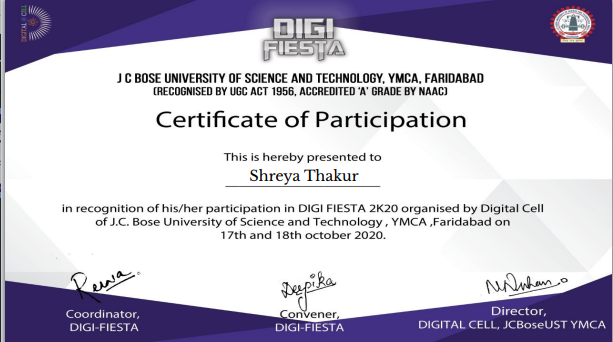 DIGITAL CELL
DIGI
FIESTA
J C BOSE UNIVERSITY OF SCIENCE AND TECHNOLOGY, YMCA, FARIDABAD
(RECOGNISED BY UGC ACT 1956, ACCREDITED 'A' GRADE BY NAAC)
Certificate of Participation
This is hereby presented to
Shreya Thakur
in recognition of his/her participation in DIGI FIESTA 2K20 organised by Digital Cell
of J.C. Bose University of Science and Technology , YMCA ,Faridabad on
17th and 18th october 2020.
Deepika
Coordinator,
DIGI-FIESTA
Convener,
DIGI-FIESTA
Director,
DIGITAL CELL, JCBoseUST YMCA